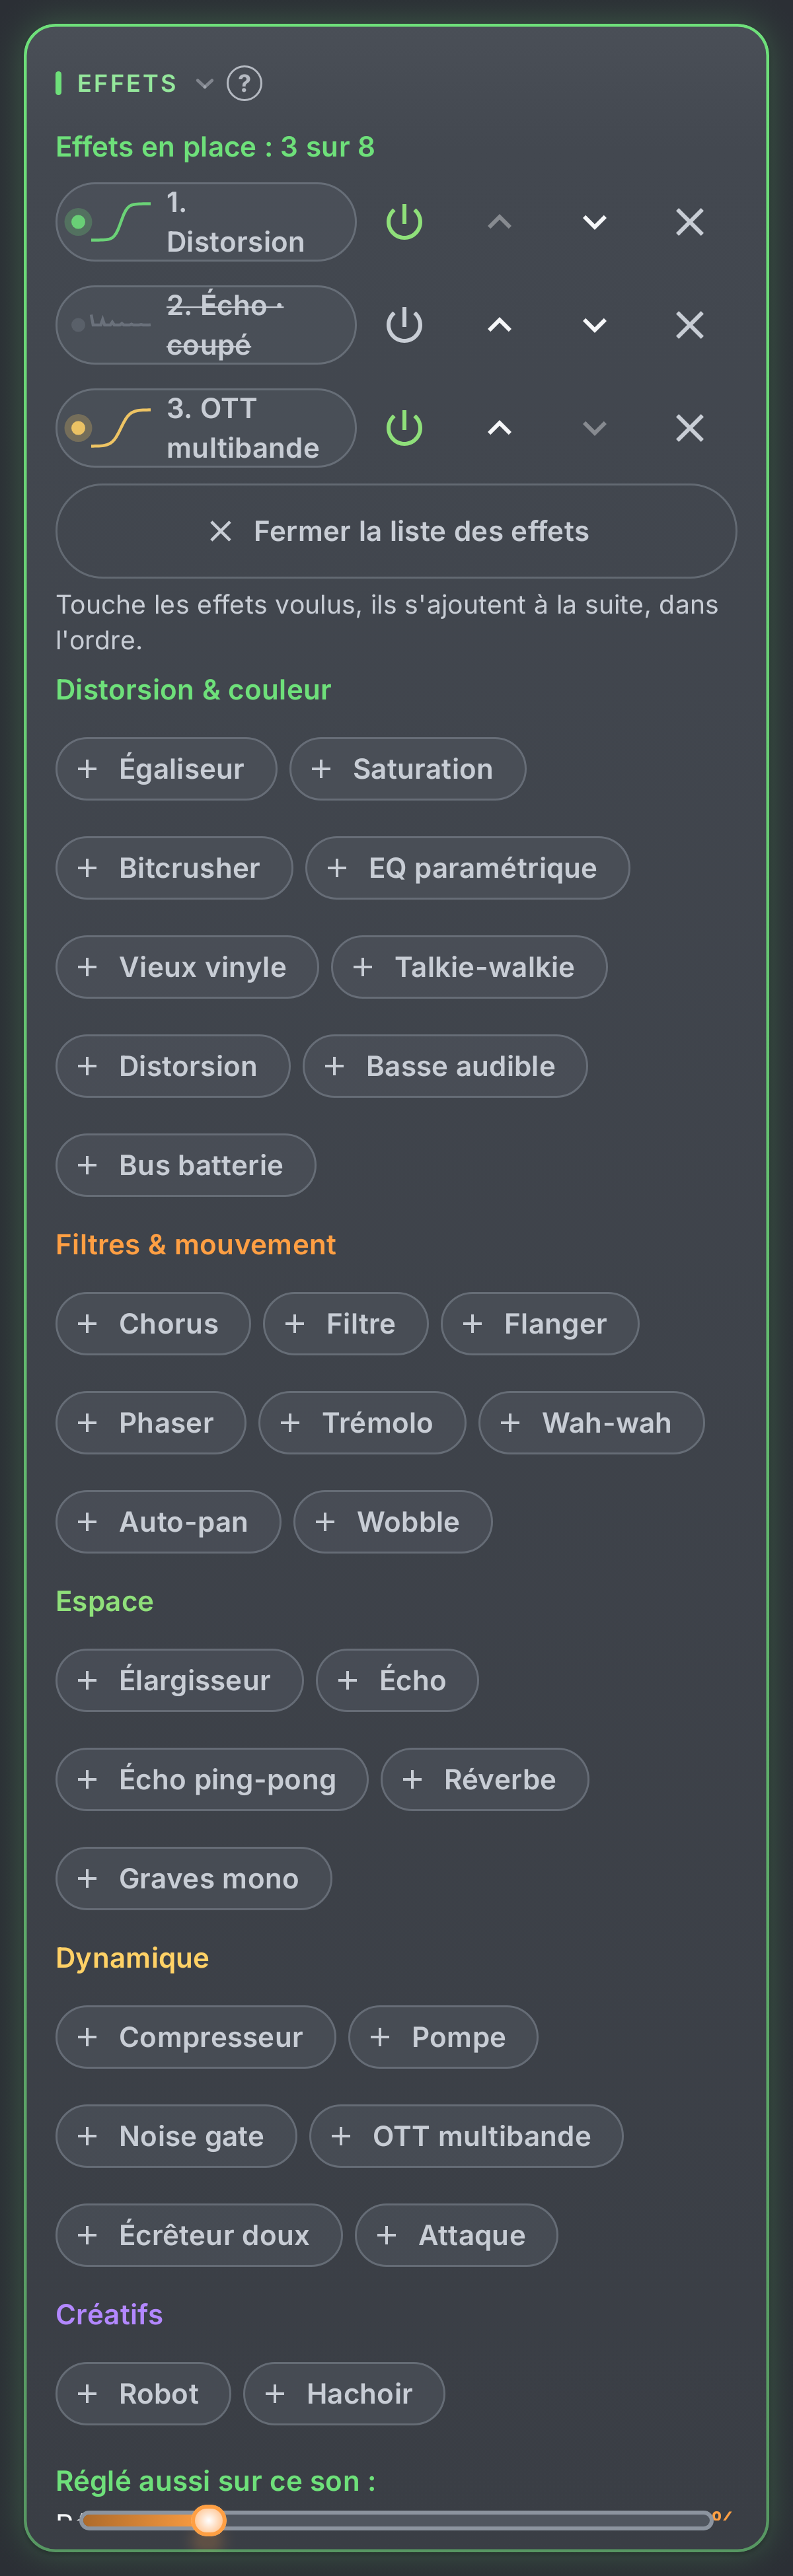 EFFETS ?
Effets en place : 3 sur 8
1.
Distorsion
2. Écho ·
coupé
3. OTT
multibande
Fermer la liste des effets
Touche les effets voulus, ils s'ajoutent à la suite, dans
l'ordre.
Distorsion & couleur
+ Égaliseur + Saturation
+ Bitcrusher + EQ paramétrique
+ Vieux vinyle + Talkie-walkie
+ Distorsion + Basse audible
+ Bus batterie
Filtres & mouvement
+ Chorus + Filtre + Flanger
+ Phaser + Trémolo + Wah-wah
+ Auto-pan + Wobble
Espace
+ Élargisseur + Écho
+ Écho ping-pong + Réverbe
+ Graves mono
Dynamique
+ Compresseur + Pompe
+ Noise gate + OTT multibande
+ Écrêteur doux + Attaque
Créatifs
+ Robot + Hachoir
Réglé aussi sur ce son :